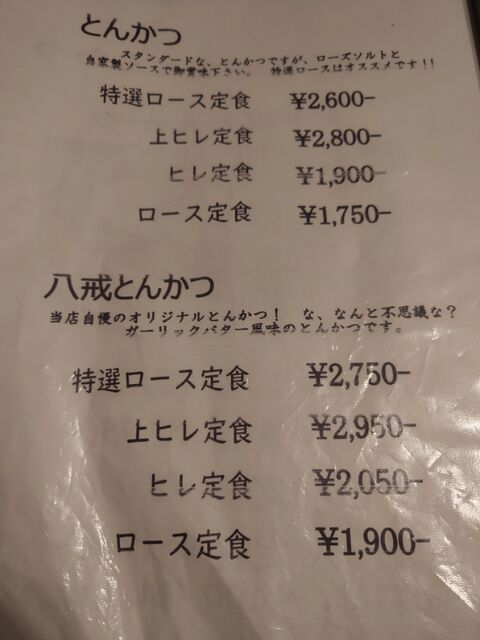 とんかつ
スタンダードな、とんかつですが、ローズソルトと
自家製ソースで御賞味下さい。　特選ロースはオススメです!!
特選ロース定食 ¥2,600-
上ヒレ定食 ¥2,800-
ヒレ定食 ¥1,900-
ロース定食 ¥1,750-
八戒とんかつ
当店自慢のオリジナルとんかつ！　な、なんと不思議な？
ガーリックバター風味のとんかつです。
特選ロース定食 ¥2,750-
上ヒレ定食 ¥2,950-
ヒレ定食 ¥2,050-
ロース定食 ¥1,900-